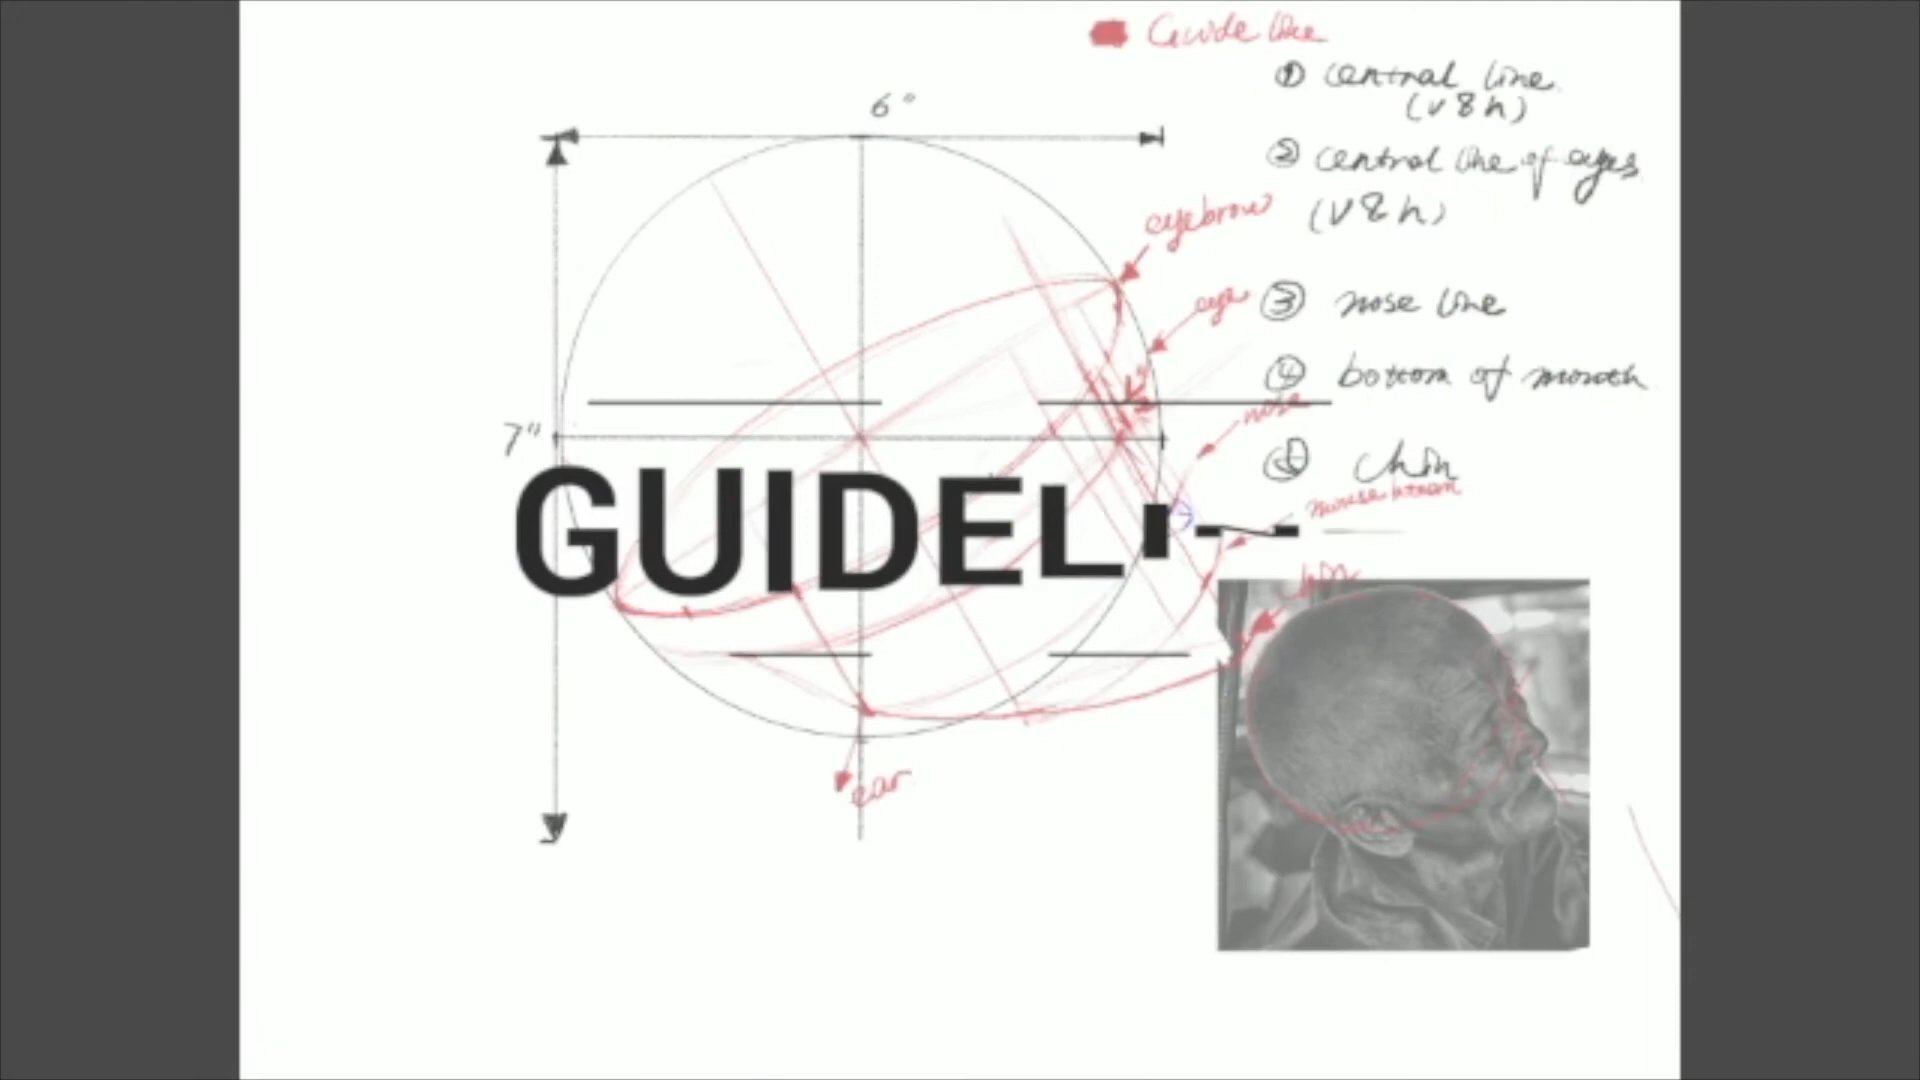 Guide line
① central line
(v & h)
② central line of eyes
(v & h)
③ nose line
④ bottom of mouth
⑤ chin
6"
7"
eyebrow
eye
nose
chin
ear
GUIDEL